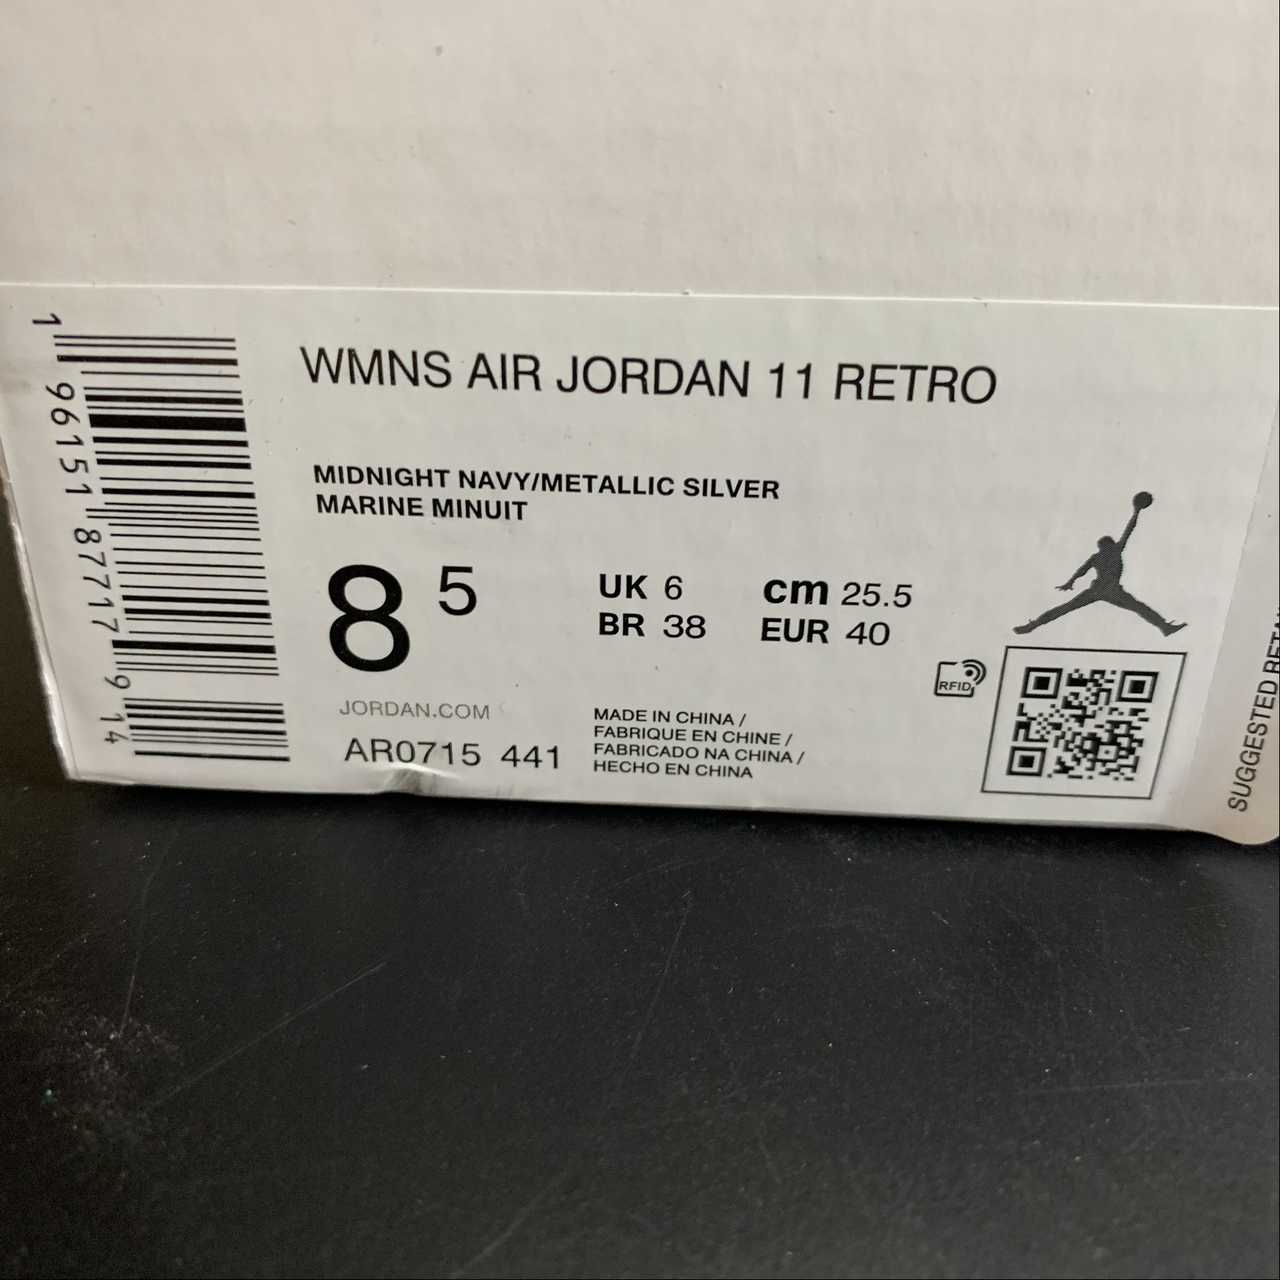 WMNS AIR JORDAN 11 RETRO
MIDNIGHT NAVY/METALLIC SILVER
MARINE MINUIT
8 5
UK 6
BR 38
cm 25.5
EUR 40
RFID
JORDAN.COM
AR0715 441
MADE IN CHINA /
FABRIQUE EN CHINE /
FABRICADO NA CHINA /
HECHO EN CHINA
1 96151 87717 9 14
SUGGESTED